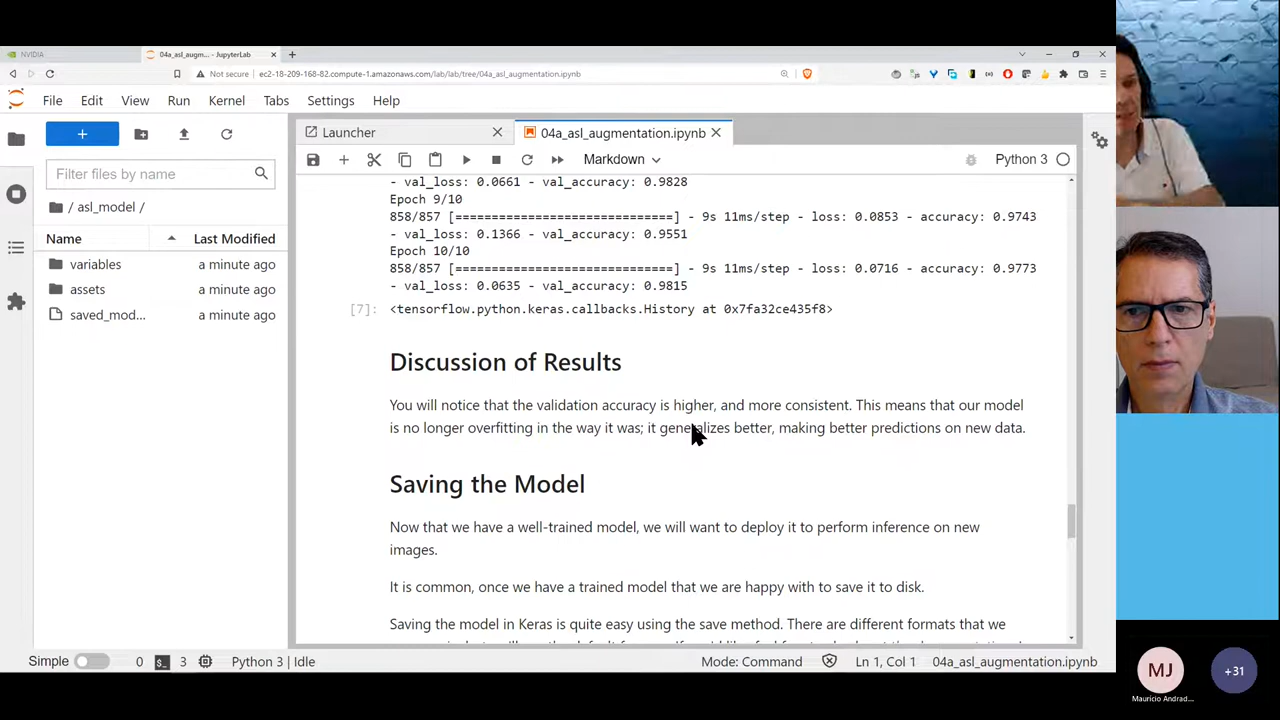 NVIDIA
04a_asl_augm... - JupyterLab
Not secure
ec2-18-209-168-82.compute-1.amazonaws.com/lab/lab/tree/04a_asl_augmentation.ipynb
File Edit View Run Kernel Tabs Settings Help
Launcher
04a_asl_augmentation.ipynb
Filter files by name
Markdown
Python 3
/ asl_model /
Name
Last Modified
variables a minute ago
assets a minute ago
saved_mod... a minute ago
- val_loss: 0.0661 - val_accuracy: 0.9828
Epoch 9/10
858/857 [==============================] - 9s 11ms/step - loss: 0.0853 - accuracy: 0.9743
- val_loss: 0.1366 - val_accuracy: 0.9551
Epoch 10/10
858/857 [==============================] - 9s 11ms/step - loss: 0.0716 - accuracy: 0.9773
- val_loss: 0.0635 - val_accuracy: 0.9815
[7]: <tensorflow.python.keras.callbacks.History at 0x7fa32ce435f8>
Discussion of Results
You will notice that the validation accuracy is higher, and more consistent. This means that our model
is no longer overfitting in the way it was; it generalizes better, making better predictions on new data.
Saving the Model
Now that we have a well-trained model, we will want to deploy it to perform inference on new
images.
It is common, once we have a trained model that we are happy with to save it to disk.
Saving the model in Keras is quite easy using the save method. There are different formats that we
Simple 0 3 Python 3 | Idle
Mode: Command Ln 1, Col 1 04a_asl_augmentation.ipynb
MJ
Mauricio Andrad...
+31